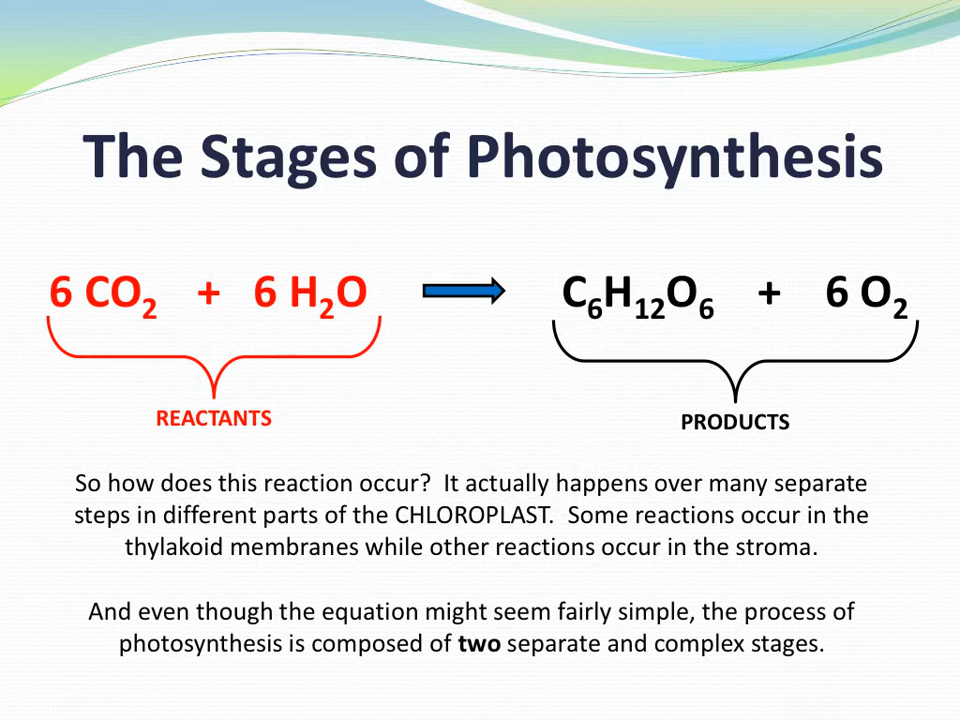 The Stages of Photosynthesis
6 CO₂ + 6 H₂O → C₆H₁₂O₆ + 6 O₂
REACTANTS
PRODUCTS
So how does this reaction occur? It actually happens over many separate
steps in different parts of the CHLOROPLAST. Some reactions occur in the
thylakoid membranes while other reactions occur in the stroma.
And even though the equation might seem fairly simple, the process of
photosynthesis is composed of two separate and complex stages.